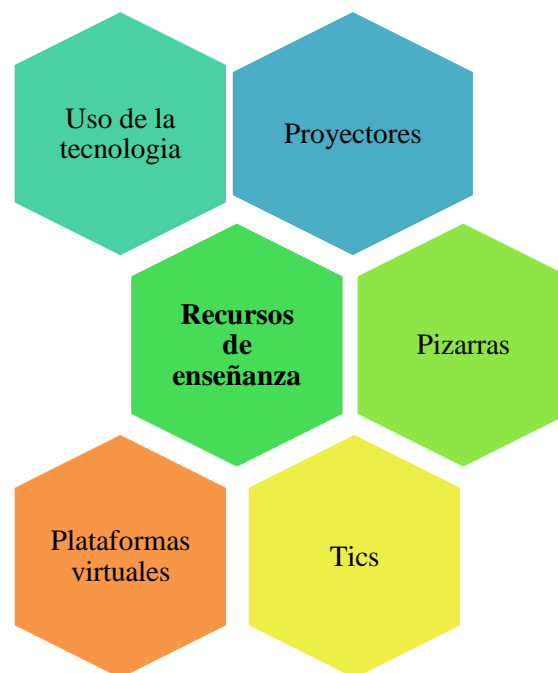 Uso de la
tecnologia
Proyectores
Recursos
de
enseñanza
Pizarras
Plataformas
virtuales
Tics